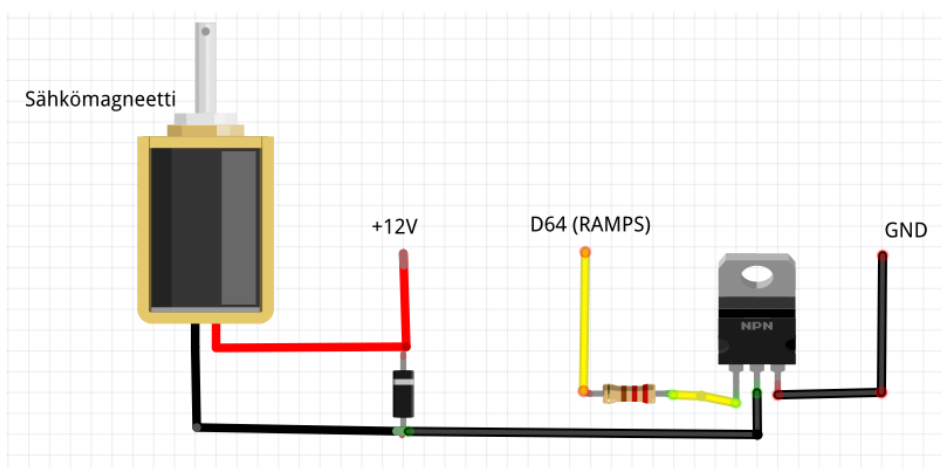 Sähkömagneetti
+12V
D64 (RAMPS)
GND
NPN